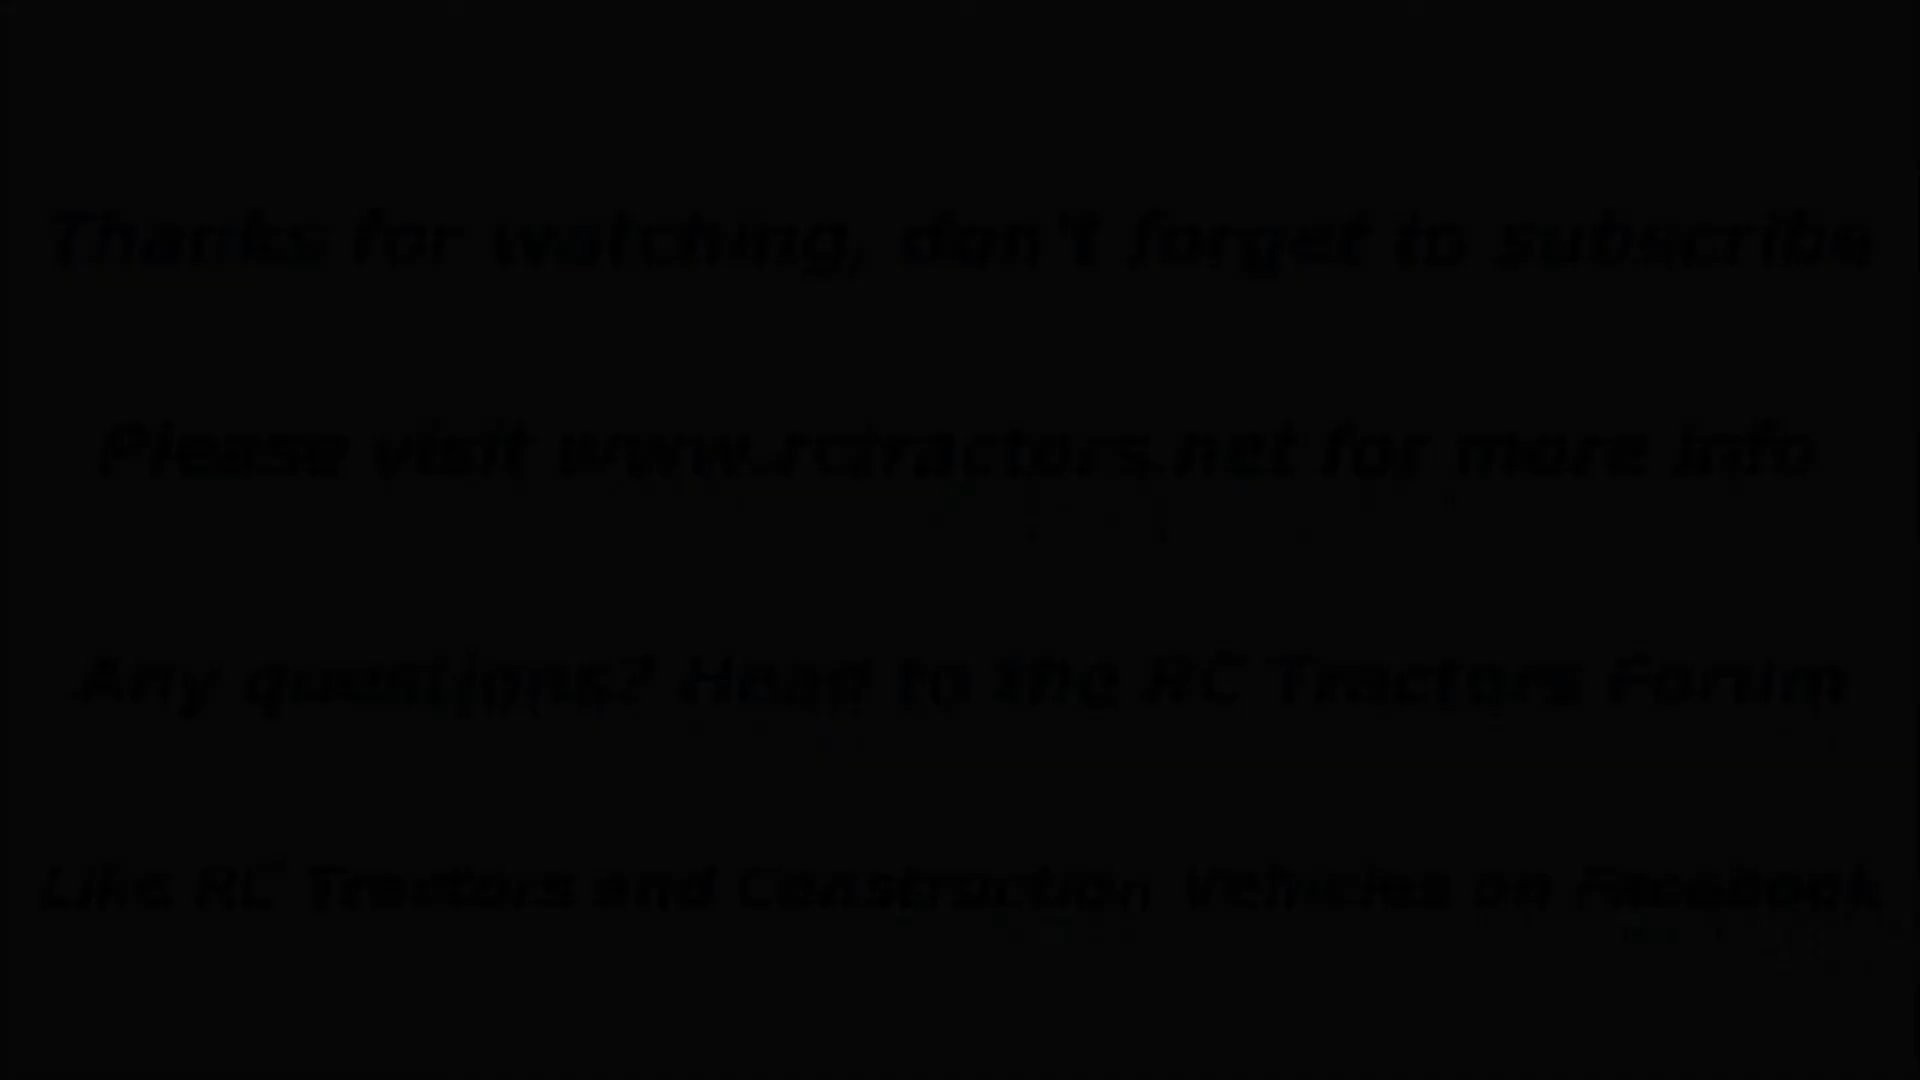 Thanks for watching, don't forget to subscribe
Please visit www.rctractors.net for more info
Any questions? Head to the RC Tractors Forum
Like RC Tractors and Construction Vehicles on Facebook